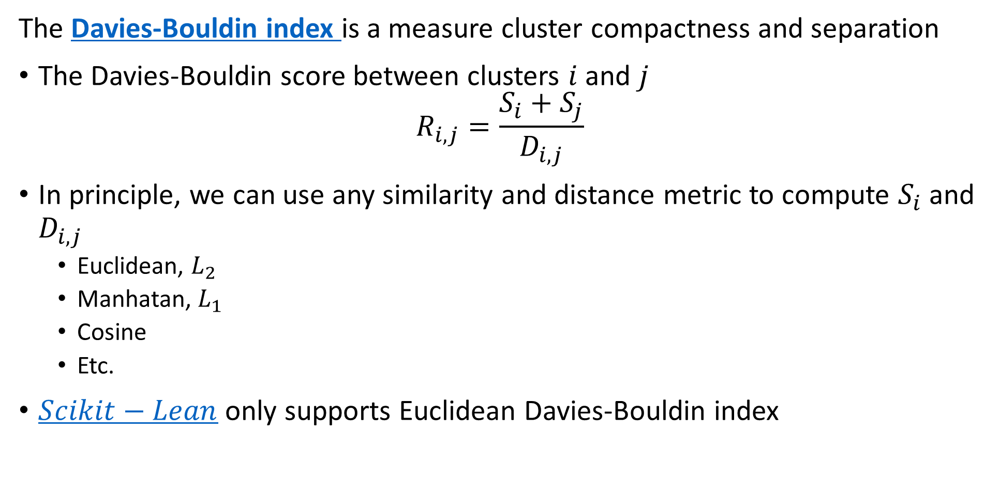 The Davies-Bouldin index is a measure cluster compactness and separation
• The Davies-Bouldin score between clusters i and j
R_{i,j} = \frac{S_i + S_j}{D_{i,j}}
• In principle, we can use any similarity and distance metric to compute S_i and
D_{i,j}
• Euclidean, L_2
• Manhatan, L_1
• Cosine
• Etc.
• Scikit − Lean only supports Euclidean Davies-Bouldin index